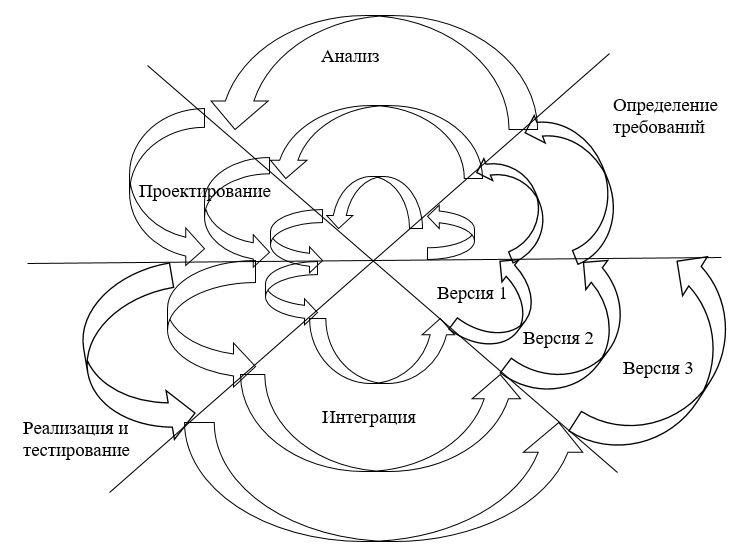 Анализ
Определение
требований
Проектирование
Версия 1
Версия 2
Версия 3
Интеграция
Реализация и
тестирование